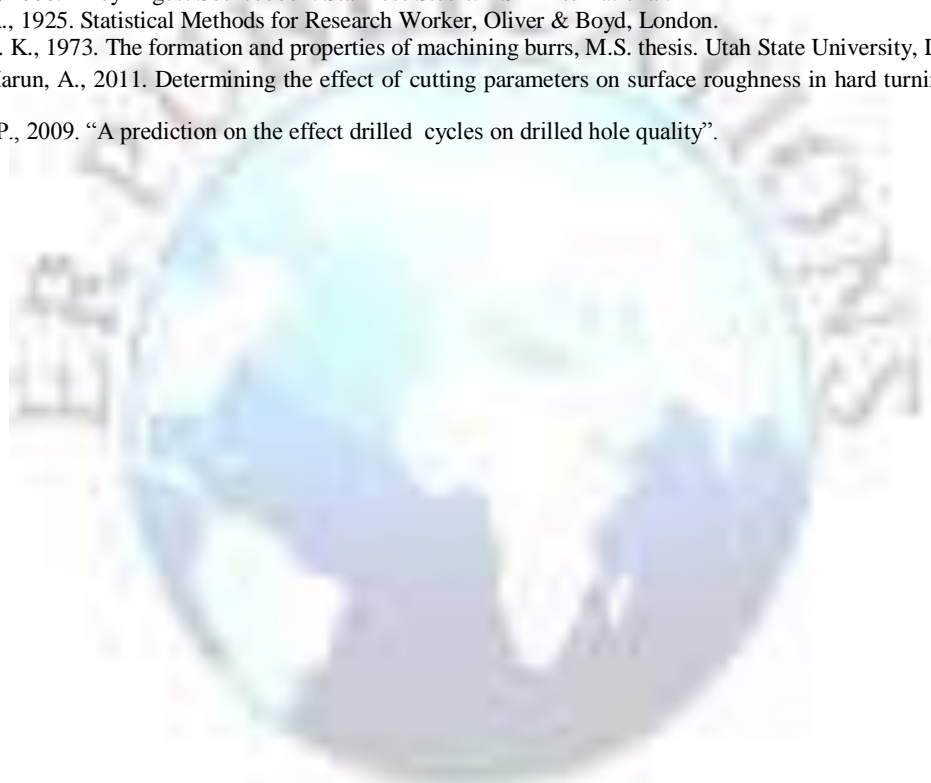 ., 1925. Statistical Methods for Research Worker, Oliver & Boyd, London.
. K., 1973. The formation and properties of machining burrs, M.S. thesis. Utah State University,
Harun, A., 2011. Determining the effect of cutting parameters on surface roughness in hard
P., 2009. “A prediction on the effect drilled cycles on drilled hole quality”.